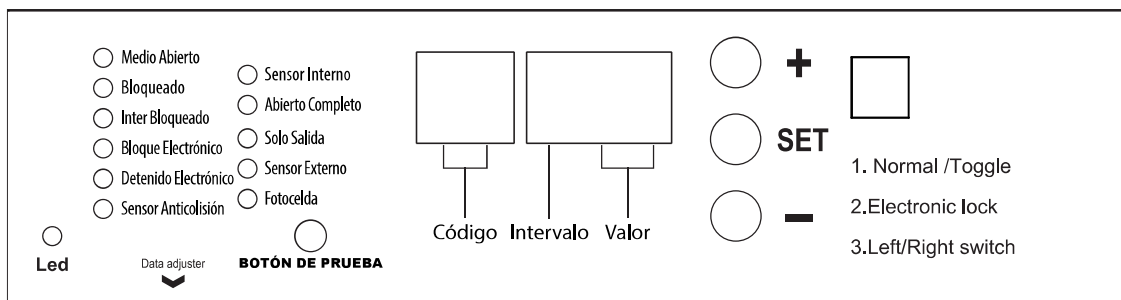 Medio Abierto
Bloqueado
Inter Bloqueado
Bloque Electrónico
Detenido Electrónico
Sensor Anticolisión
Sensor Interno
Abierto Completo
Solo Salida
Sensor Externo
Fotocelda
Led
Data adjuster
BOTÓN DE PRUEBA
Código Intervalo Valor
+
SET
-
1. Normal /Toggle
2.Electronic lock
3.Left/Right switch